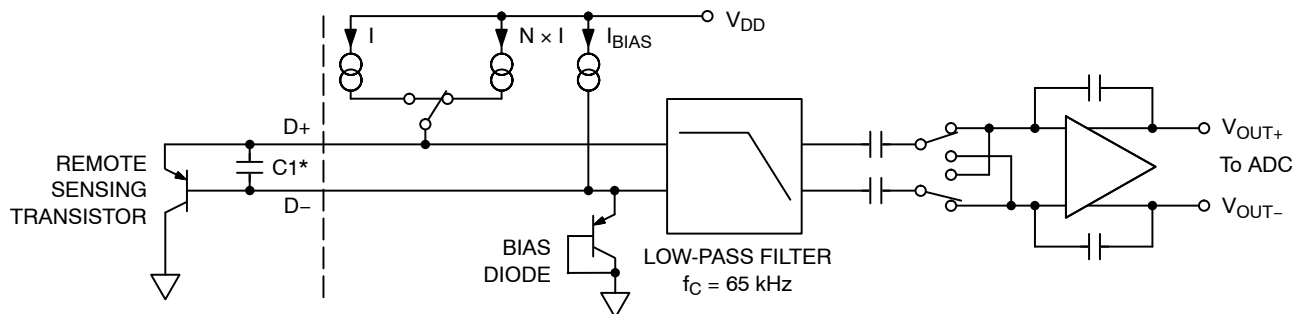 I
N × I
I_BIAS
V_DD
D+
C1*
D−
REMOTE
SENSING
TRANSISTOR
BIAS
DIODE
LOW-PASS FILTER
f_C = 65 kHz
V_OUT+
To ADC
V_OUT−